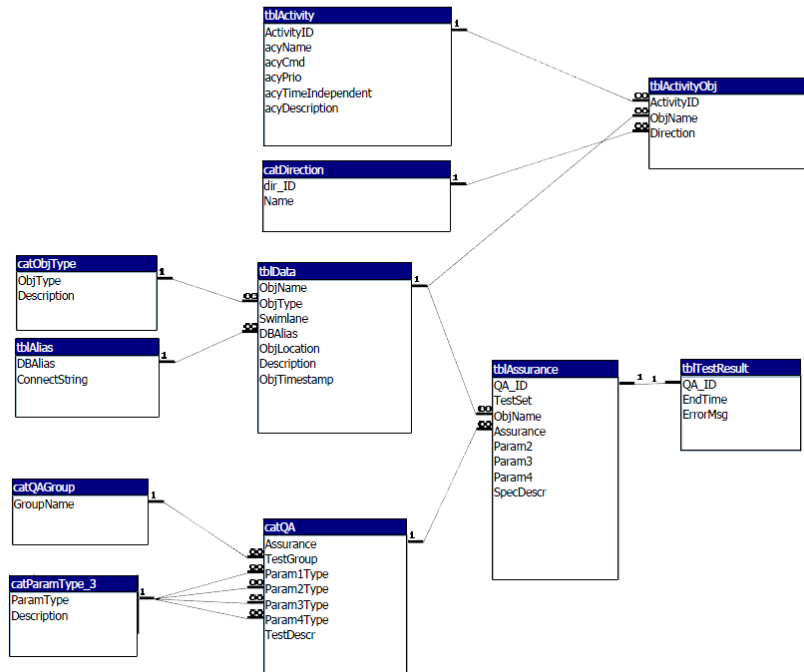 tblActivity
ActivityID
acyName
acyCmd
acyPrio
acyTimeIndependent
acyDescription
1
tblActivityObj
ActivityID
ObjName
Direction
∞
∞
∞
catDirection
dir_ID
Name
1
catObjType
ObjType
Description
1
tblAlias
DBAlias
ConnectString
1
tblData
ObjName
ObjType
Swimlane
DBAlias
ObjLocation
Description
ObjTimestamp
1
∞
∞
tblAssurance
QA_ID
TestSet
ObjName
Assurance
Param2
Param3
Param4
SpecDescr
1
∞
∞
tblTestResult
QA_ID
EndTime
ErrorMsg
1
catQAGroup
GroupName
1
catParamType_3
ParamType
Description
1
catQA
Assurance
TestGroup
Param1Type
Param2Type
Param3Type
Param4Type
TestDescr
1
∞
∞
∞
∞
∞